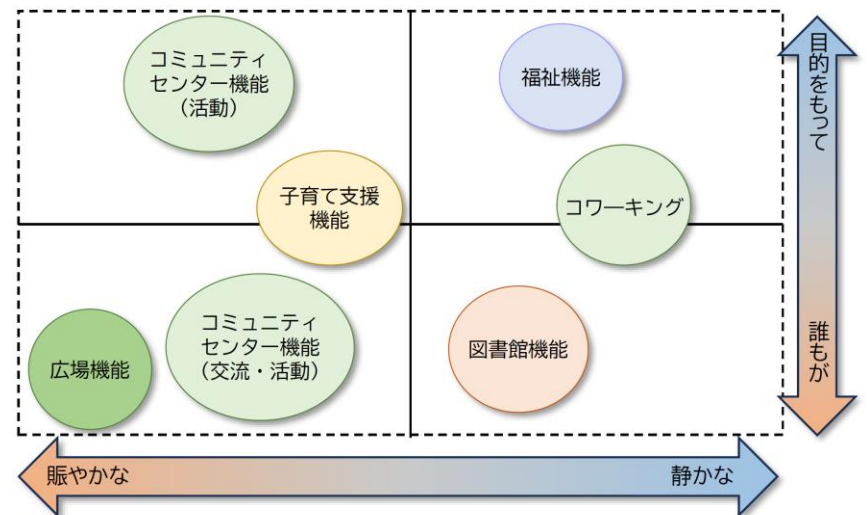 コミュニティ
センター機能
（活動）
福祉機能
目的をもって
子育て支援
機能
コワーキング
コミュニティ
センター機能
（交流・活動）
広場機能
図書館機能
誰もが
賑やかな
静かな